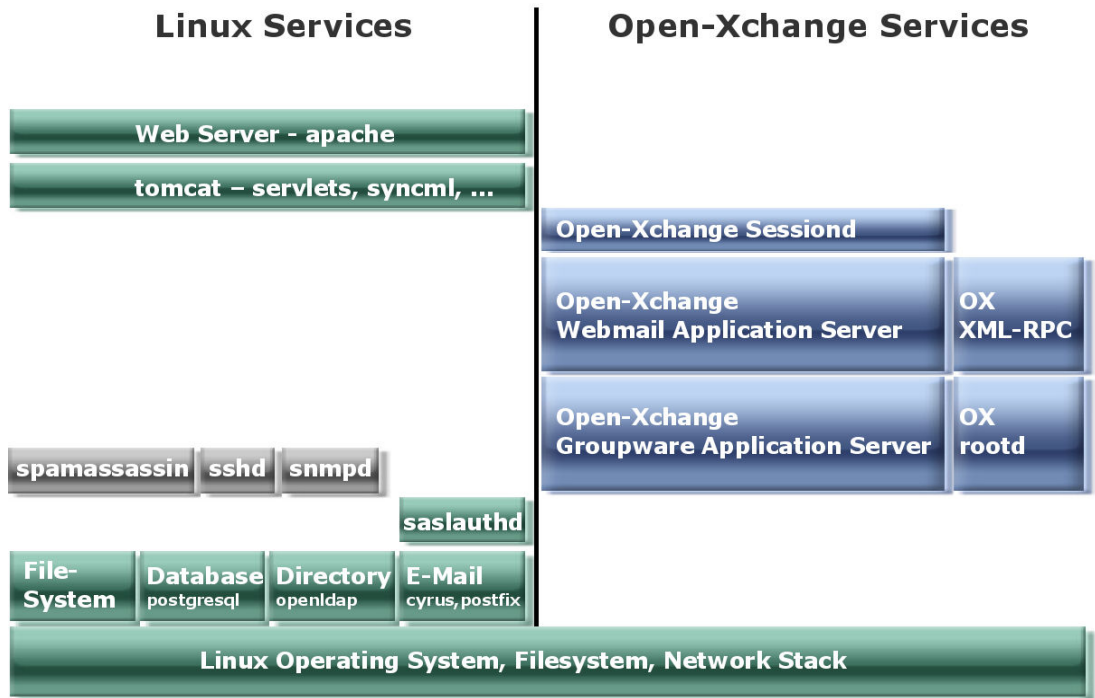 Linux Services
Open-Xchange Services
Web Server - apache
tomcat – servlets, syncml, ...
Open-Xchange Sessiond
Open-Xchange
Webmail Application Server
OX
XML-RPC
Open-Xchange
Groupware Application Server
OX
rootd
spamassassin
sshd
snmpd
saslauthd
File-
System
Database
postgresql
Directory
openldap
E-Mail
cyrus,postfix
Linux Operating System, Filesystem, Network Stack